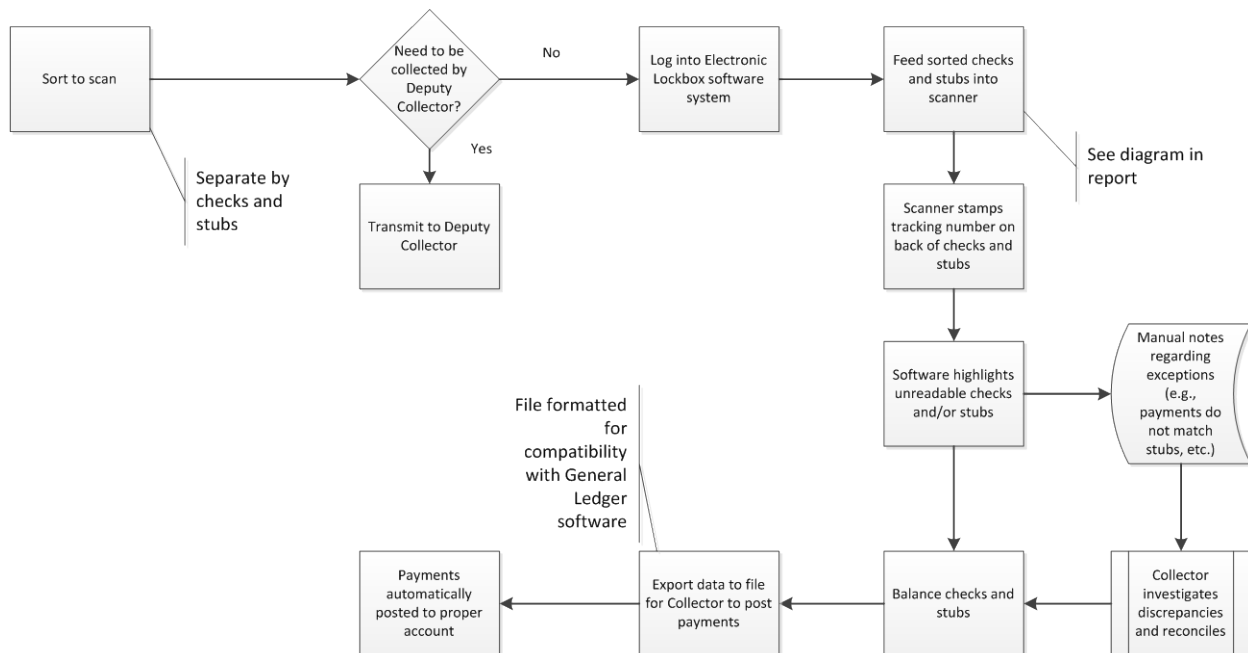 Sort to scan
Separate by
checks and
stubs
Need to be
collected by
Deputy
Collector?
No
Yes
Transmit to Deputy
Collector
Log into Electronic
Lockbox software
system
Feed sorted checks
and stubs into
scanner
See diagram in
report
Scanner stamps
tracking number on
back of checks and
stubs
Software highlights
unreadable checks
and/or stubs
Manual notes
regarding
exceptions
(e.g.,
payments do
not match
stubs, etc.)
Collector
investigates
discrepancies
and reconciles
Balance checks and
stubs
File formatted
for
compatibility
with General
Ledger
software
Export data to file
for Collector to post
payments
Payments
automatically
posted to proper
account